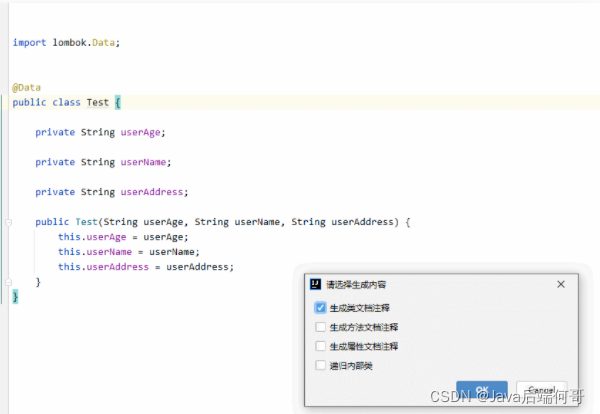 import lombok.Data;
@Data
public class Test {
private String userAge;
private String userName;
private String userAddress;
public Test(String userAge, String userName, String userAddress) {
this.userAge = userAge;
this.userName = userName;
this.userAddress = userAddress;
}
}
请选择生成内容
生成类文档注释
生成方法文档注释
生成属性文档注释
递归内部类
OK
Cancel
CSDN @Java后端何哥